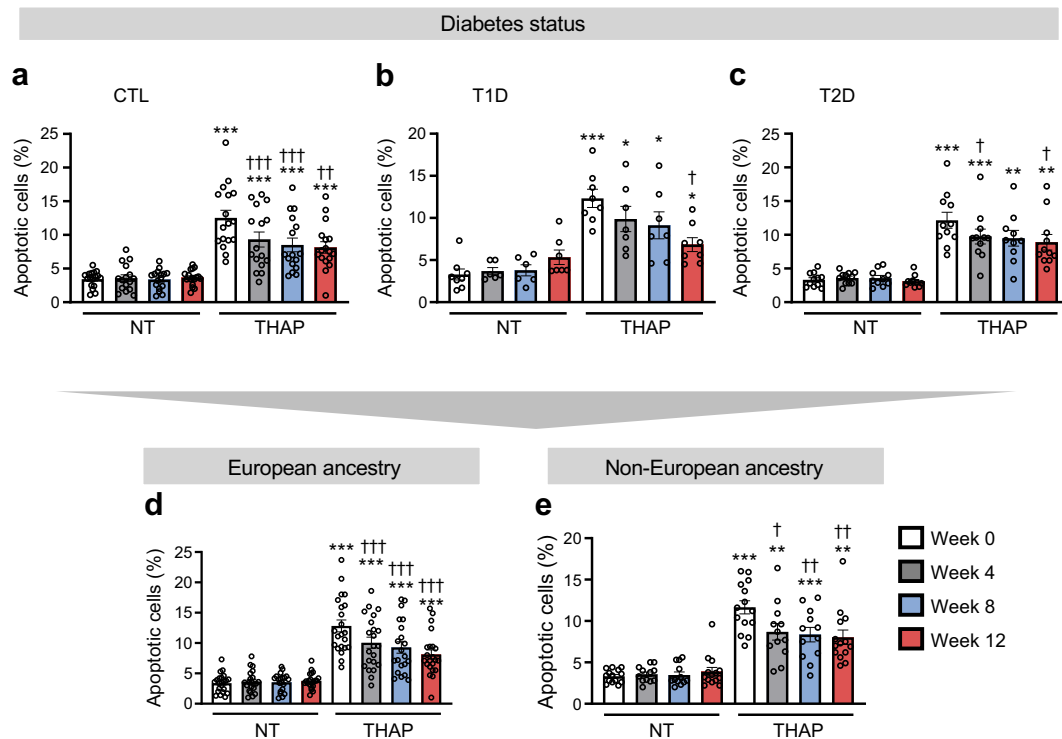 Diabetes status
a
CTL
Apoptotic cells (%)
25
20
15
10
5
0
***
†††
***
†††
***
††
***
NT
THAP
b
T1D
Apoptotic cells (%)
20
15
10
5
0
***
*
*
†
*
NT
THAP
c
T2D
Apoptotic cells (%)
25
20
15
10
5
0
***
†
***
**
†
**
NT
THAP
European ancestry
d
Apoptotic cells (%)
25
20
15
10
5
0
***
†††
***
†††
***
†††
***
NT
THAP
Non-European ancestry
e
Apoptotic cells (%)
20
15
10
5
0
***
†
**
††
***
††
**
NT
THAP
Week 0
Week 4
Week 8
Week 12